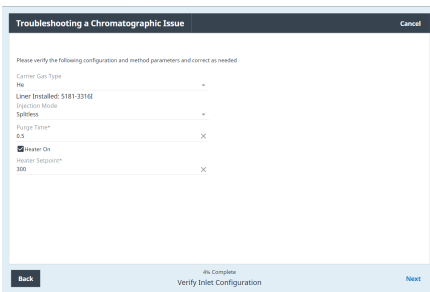 Troubleshooting a Chromatographic Issue
Cancel
Please verify the following configuration and method parameters and correct as needed
Carrier Gas Type
He
Liner Installed: 5181-3316I
Injection Mode
Splitless
Purge Time*
0.5
Heater On
Heater Setpoint*
300
Back
4% Complete
Verify Inlet Configuration
Next